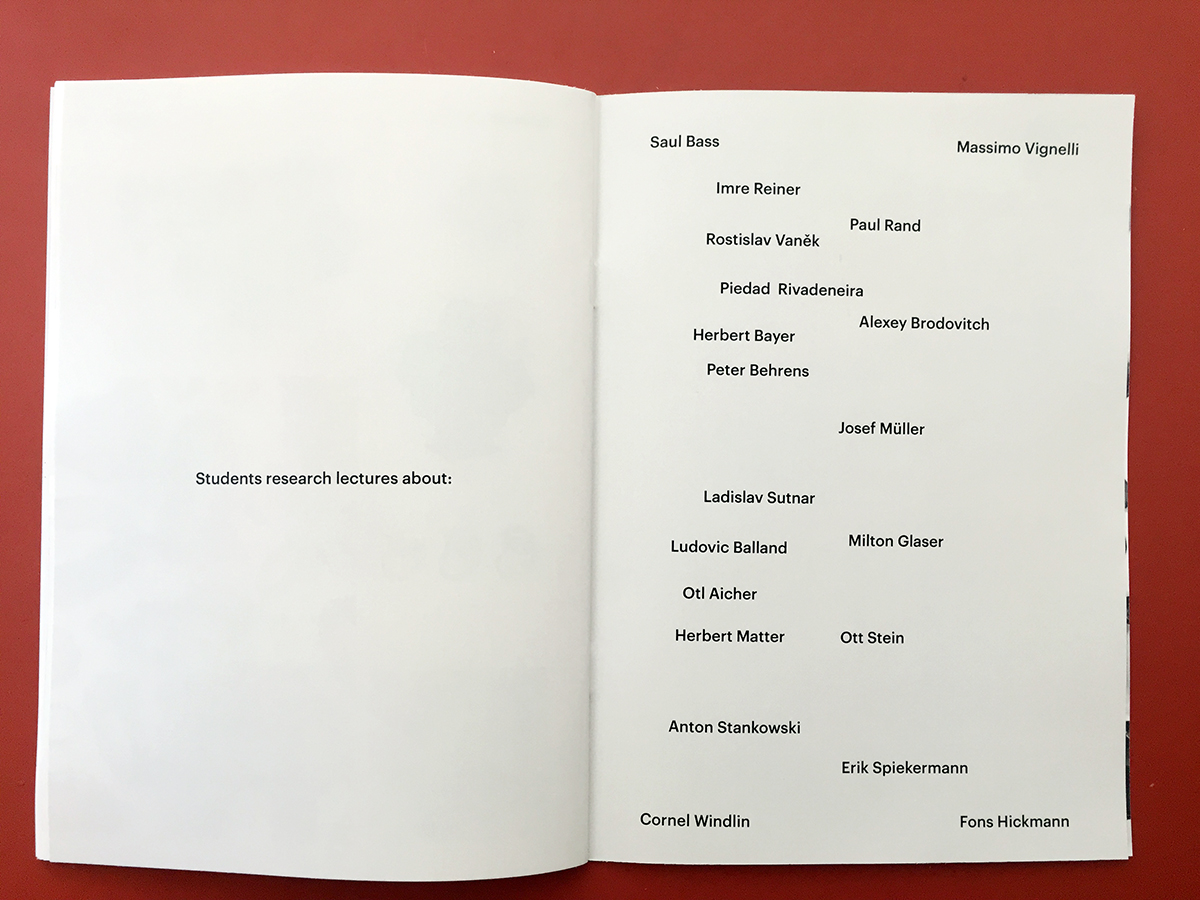 Students research lectures about:
Saul Bass
Massimo Vignelli
Imre Reiner
Paul Rand
Rostislav Vaněk
Piedad Rivadeneira
Alexey Brodovitch
Herbert Bayer
Peter Behrens
Josef Müller
Ladislav Sutnar
Milton Glaser
Ludovic Balland
Otl Aicher
Herbert Matter
Ott Stein
Anton Stankowski
Erik Spiekermann
Cornel Windlin
Fons Hickmann